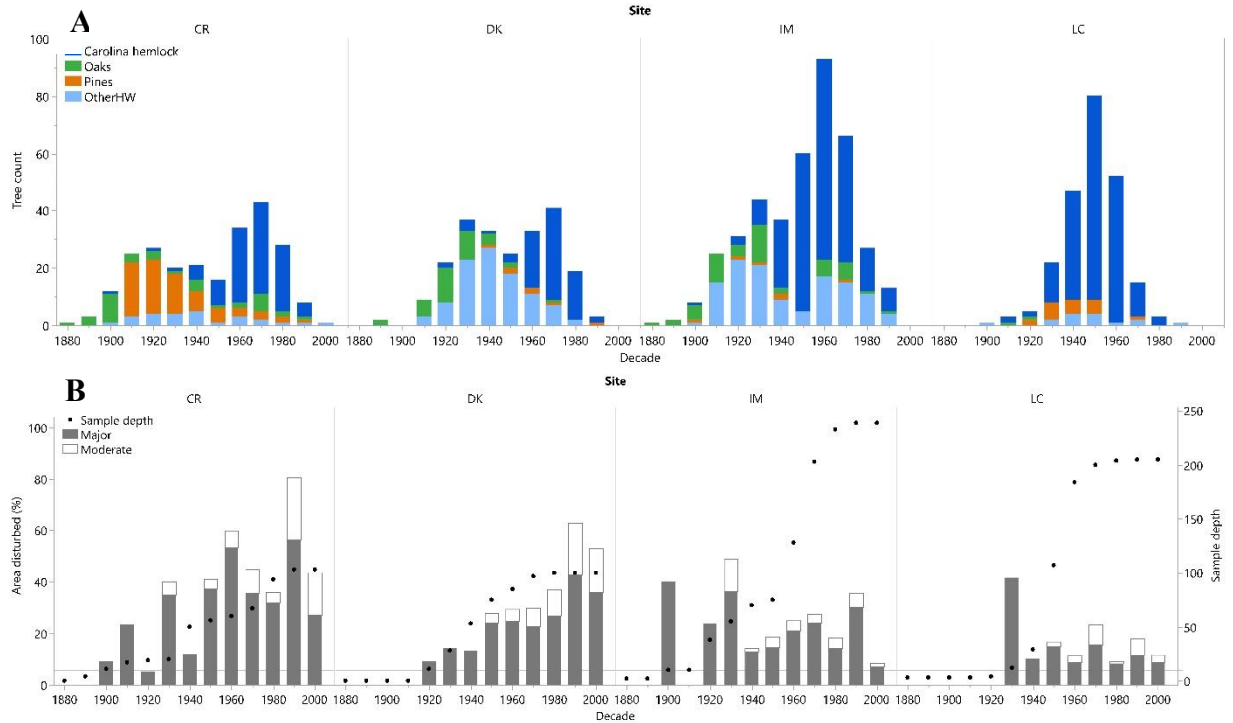 A
Site
CR DK IM LC
Carolina hemlock
Oaks
Pines
OtherHW
Tree count
100
80
60
40
20
0
1880 1900 1920 1940 1960 1980 2000 1880 1900 1920 1940 1960 1980 2000 1880 1900 1920 1940 1960 1980 2000 1880 1900 1920 1940 1960 1980 2000
Decade
B
Site
CR DK IM LC
Sample depth
Major
Moderate
Area disturbed (%)
100
80
60
40
20
0
250
200
150
100
50
0
Sample depth
1880 1900 1920 1940 1960 1980 2000 1880 1900 1920 1940 1960 1980 2000 1880 1900 1920 1940 1960 1980 2000 1880 1900 1920 1940 1960 1980 2000
Decade